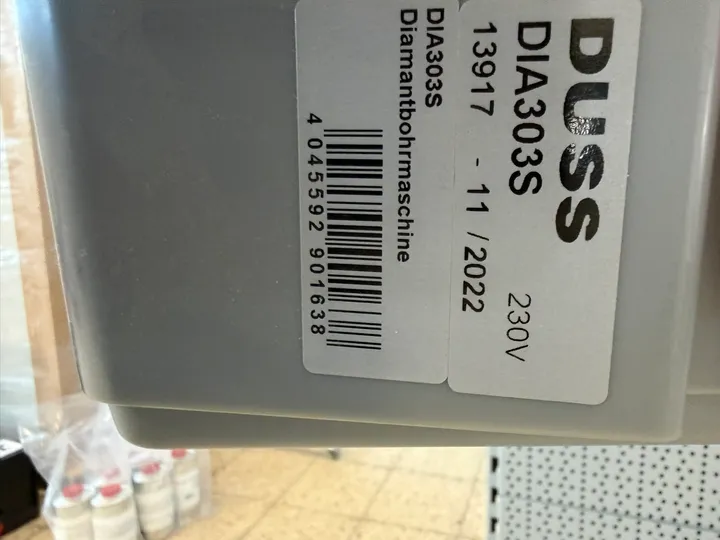 DUSS
DIA303S 230V
13917 - 11 /2022
DIA303S
Diamantbohrmaschine
4 045592 901638